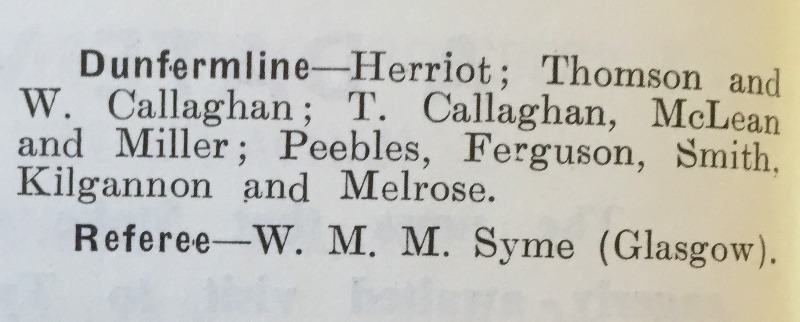 Dunfermline—Herriot; Thomson and
W. Callaghan; T. Callaghan, McLean
and Miller; Peebles, Ferguson, Smith,
Kilgannon and Melrose.
Referee—W. M. M. Syme (Glasgow).